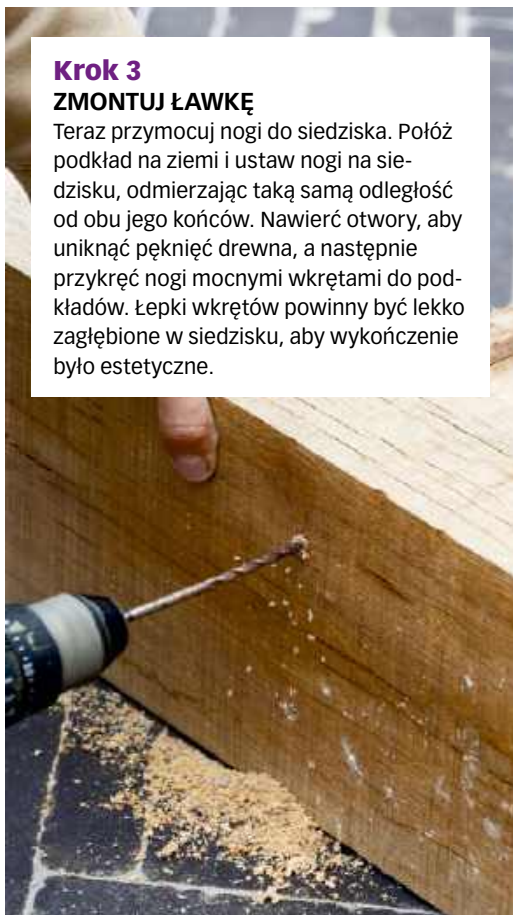 Krok 3
ZMONTUJ ŁAWKĘ
Teraz przymocuj nogi do siedziska. Połóż
podkład na ziemi i ustaw nogi na sie-
dzisku, odmierzając taką samą odległość
od obu jego końców. Nawierć otwory, aby
uniknąć pęknięć drewna, a następnie
przykręć nogi mocnymi wkrętami do pod-
kładów. Łepki wkrętów powinny być lekko
zagłębione w siedzisku, aby wykończenie
było estetyczne.